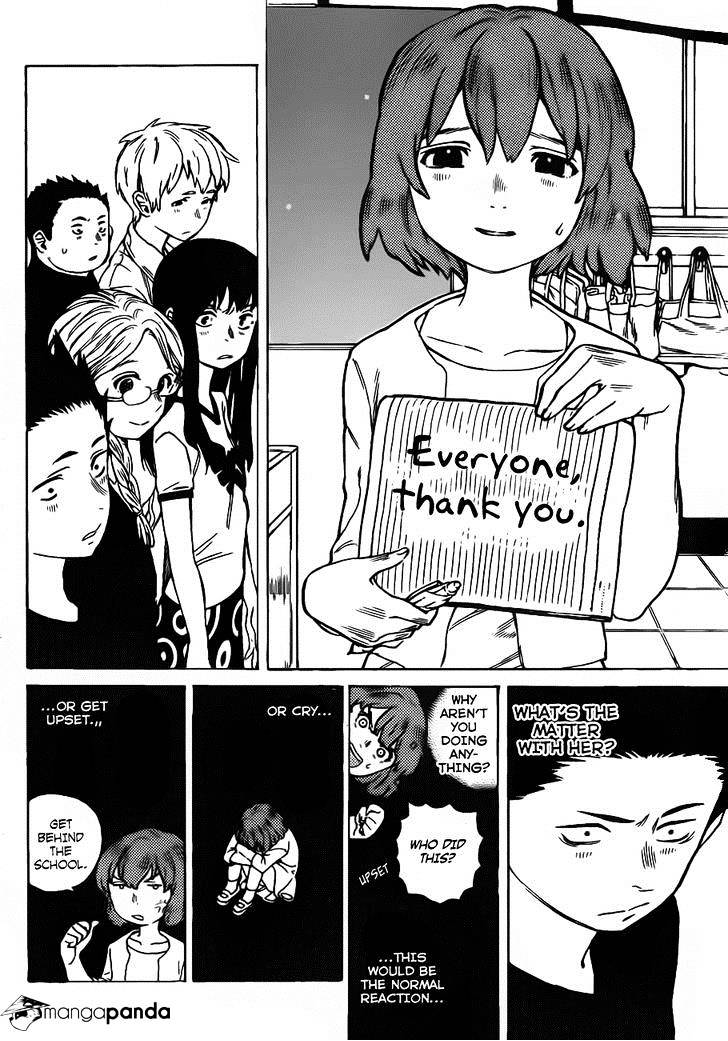 Everyone,
thank you.
WHAT'S THE
MATTER
WITH HER?
WHY
AREN'T
YOU
DOING
ANY-
THING?
WHO DID
THIS?
UPSET
...THIS
WOULD BE
THE NORMAL
REACTION...
OR CRY...
...OR GET
UPSET.,,
GET
BEHIND
THE
SCHOOL.
mangapanda